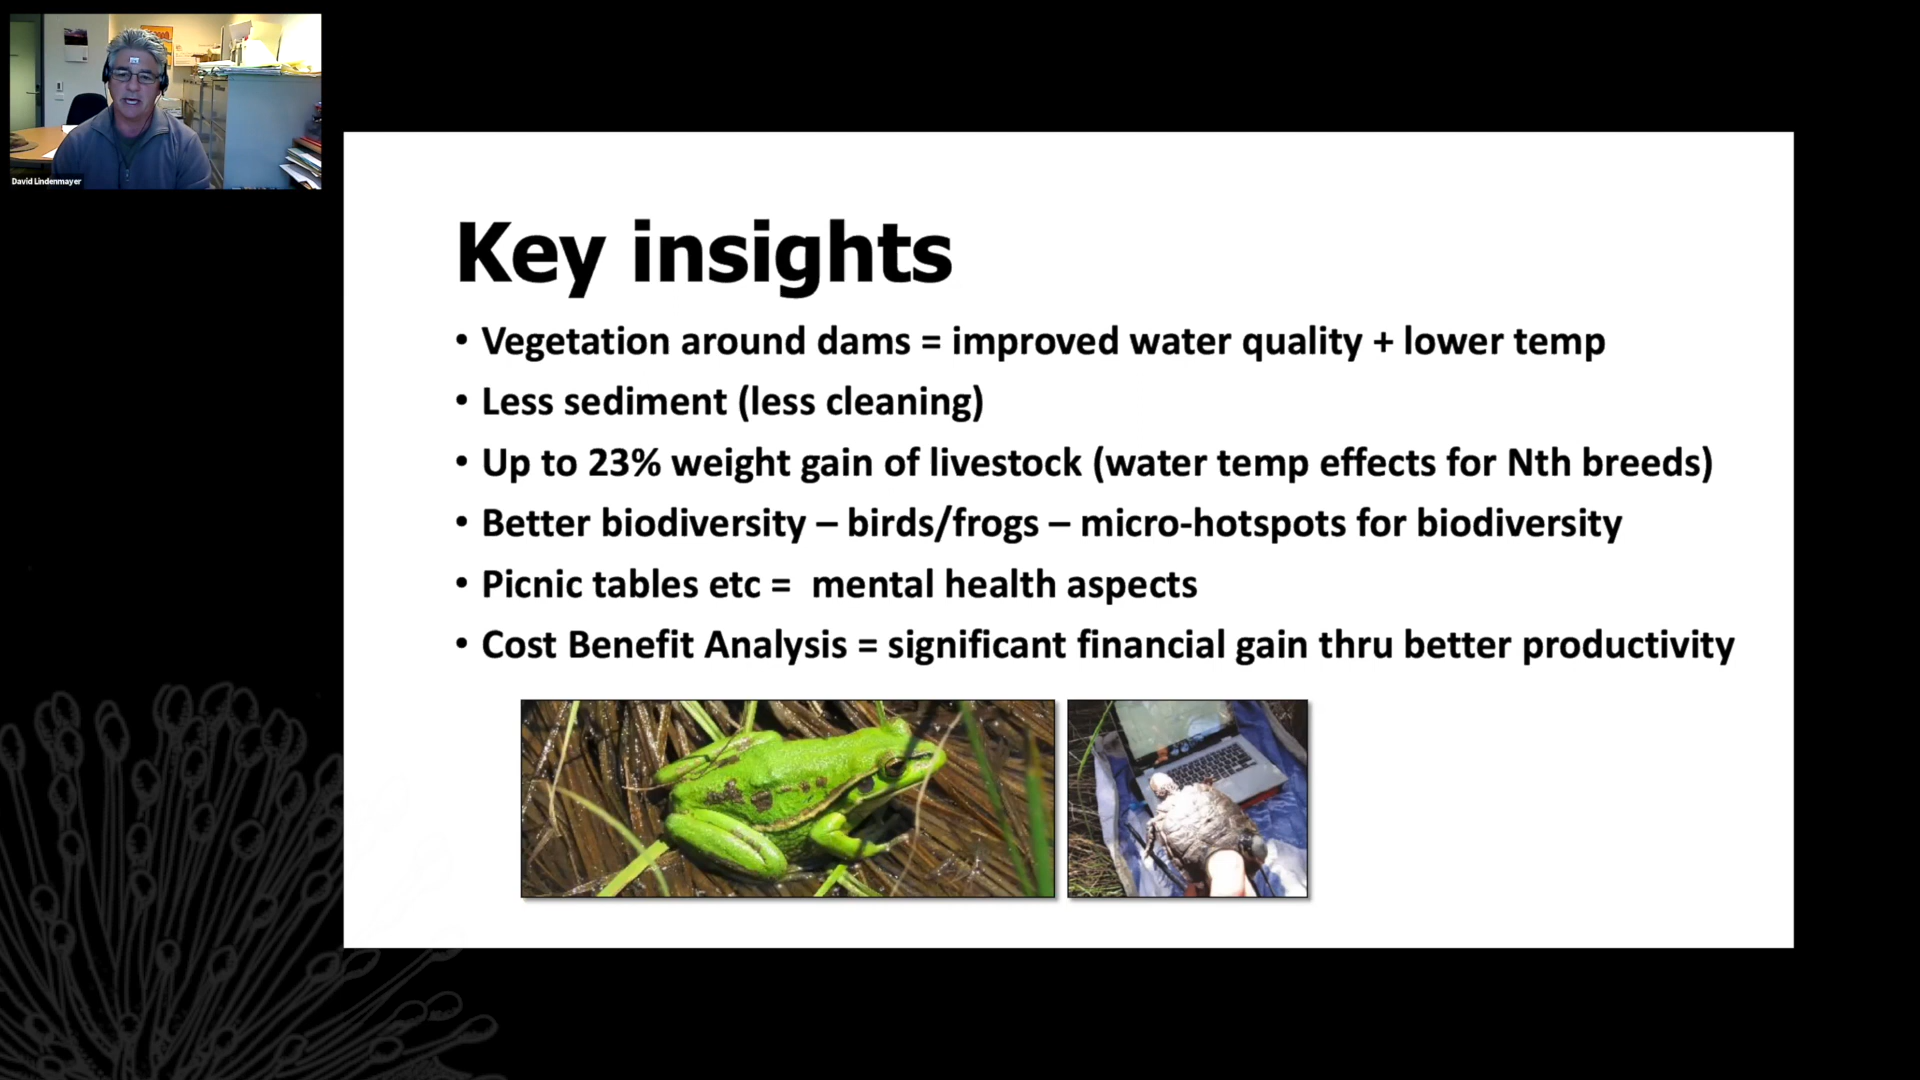 David Lindenmayer
Key insights
• Vegetation around dams = improved water quality + lower temp
• Less sediment (less cleaning)
• Up to 23% weight gain of livestock (water temp effects for Nth breeds)
• Better biodiversity – birds/frogs – micro-hotspots for biodiversity
• Picnic tables etc =  mental health aspects
• Cost Benefit Analysis = significant financial gain thru better productivity